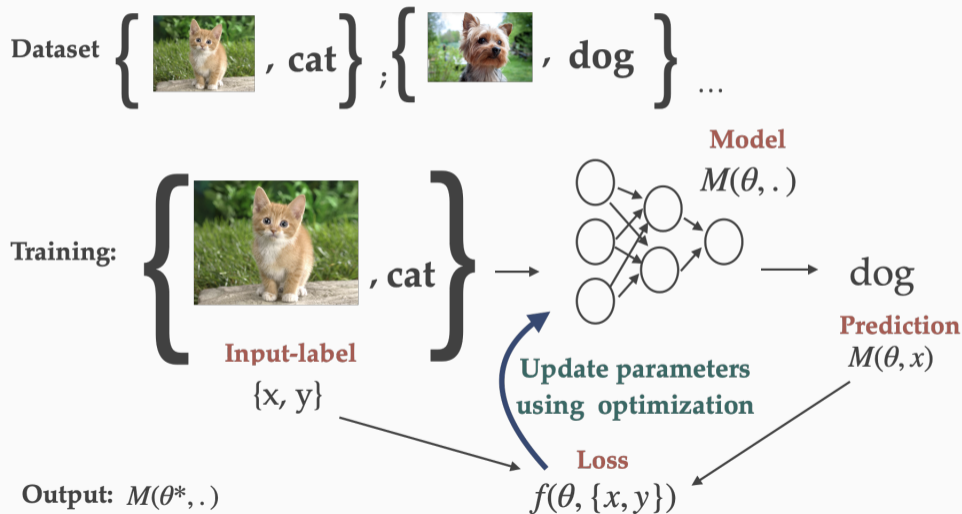 Dataset { , cat } ; { , dog } ...
Model
M(θ, . )
Training: { , cat } dog
Input-label
{x, y}
Prediction
M(θ, x)
Update parameters
using optimization
Loss
f(θ, {x, y})
Output: M(θ*, . )